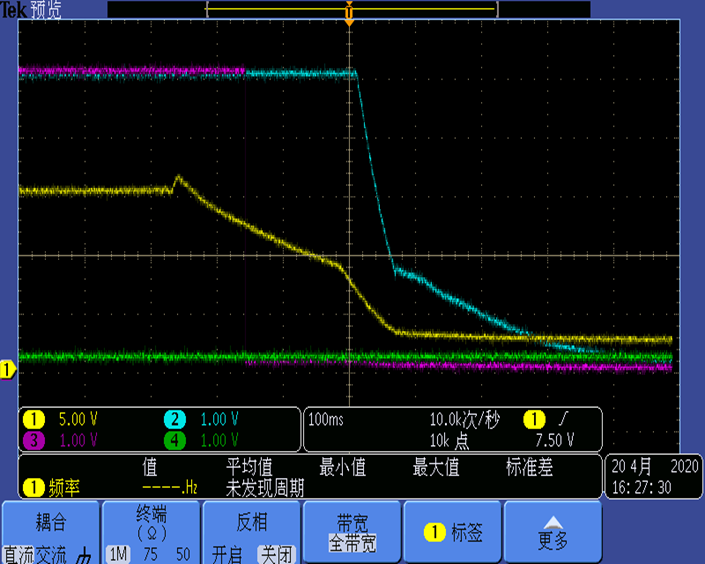 Tek 预览
T
1
1 5.00 V 2 1.00 V
3 1.00 V 4 1.00 V
100ms 10.0k次/秒 1
10k 点 7.50 V
值 平均值 最小值 最大值 标准差
1 频率 ----.Hz 未发现周期
20 4月 2020
16:27:30
耦合
直流 交流
终端
(Ω)
1M 75 50
反相
开启 关闭
带宽
全带宽
1 标签
更多